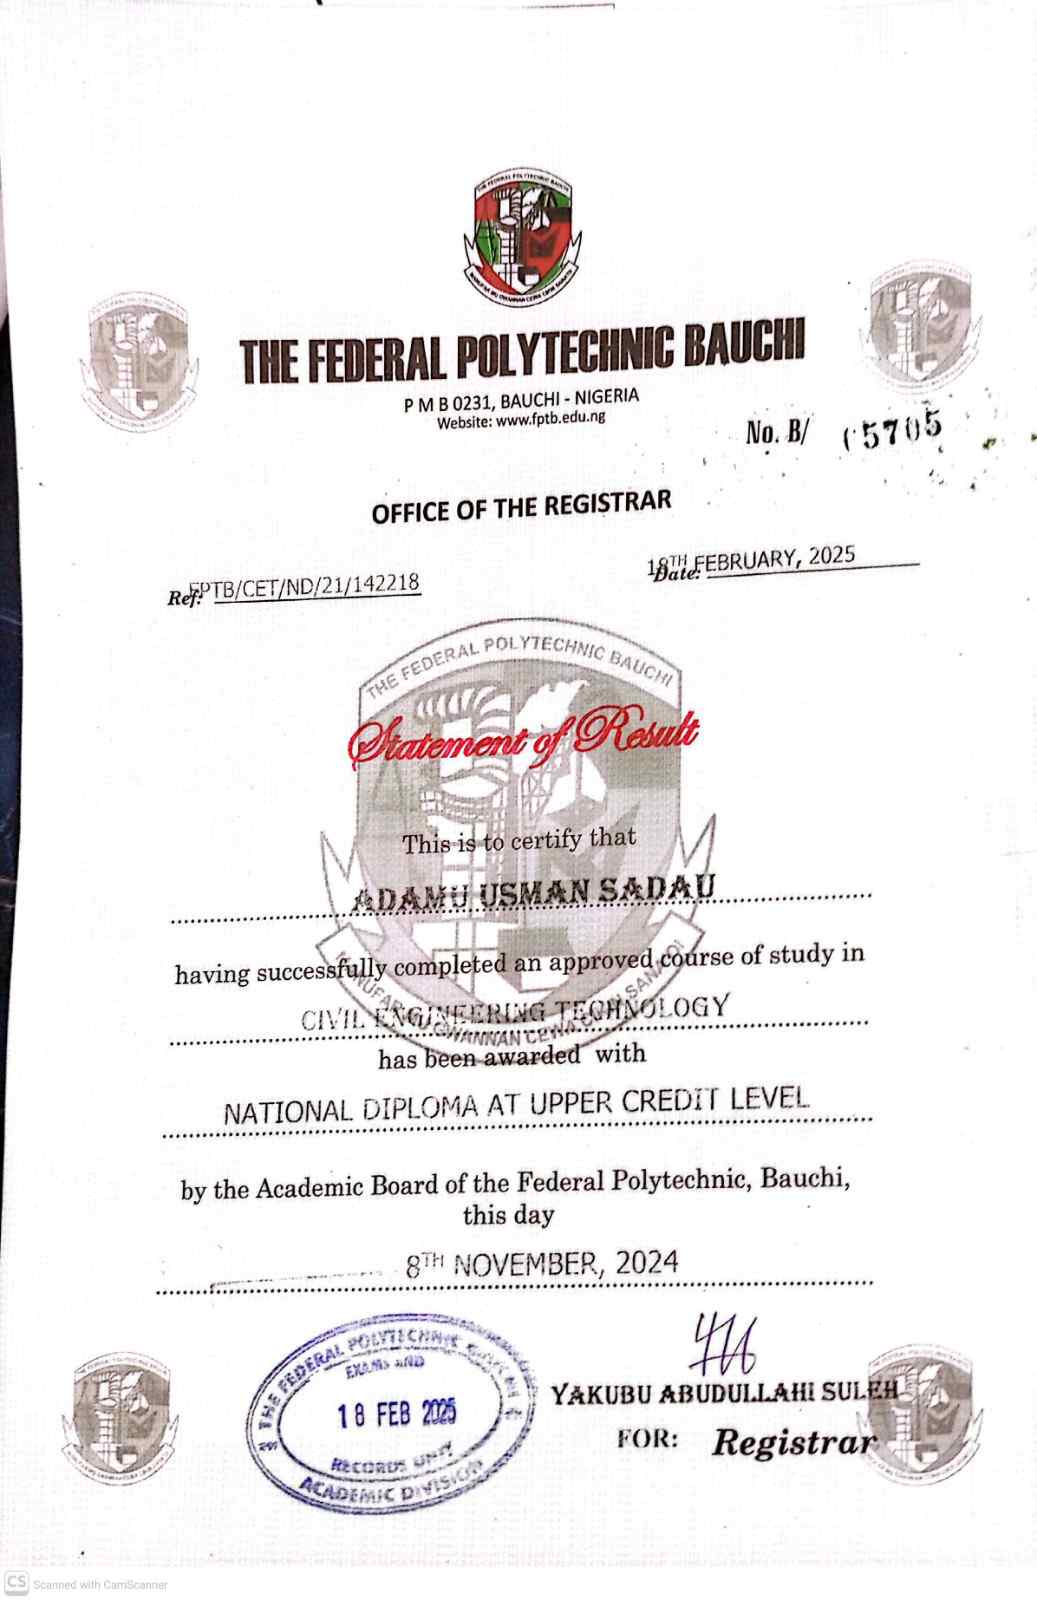 THE FEDERAL POLYTECHNIC BAUCHI
P M B 0231, BAUCHI - NIGERIA
Website: www.fptb.edu.ng
No. B/ 5705
OFFICE OF THE REGISTRAR
Ref: FPTB/CET/ND/21/142218
Date: 18TH FEBRUARY, 2025
THE FEDERAL POLYTECHNIC BAUCHI
Statement of Result
This is to certify that
ADAMU USMAN SADAU
having successfully completed an approved course of study in
CIVIL ENGINEERING TECHNOLOGY
has been awarded with
NATIONAL DIPLOMA AT UPPER CREDIT LEVEL
by the Academic Board of the Federal Polytechnic, Bauchi,
this day
8TH NOVEMBER, 2024
THE FEDERAL POLYTECHNIC
EXAMS AND
18 FEB 2025
RECORDS UNIT
ACADEMIC DIVISION
YAKUBU ABUDULLAHI SULEH
FOR: Registrar
CS Scanned with CamScanner